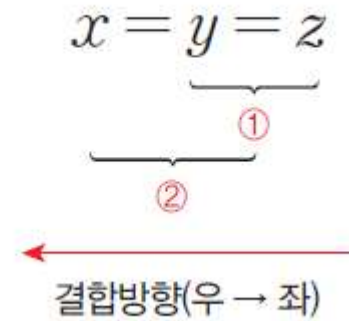 x = y = z
①
②
결합방향(우 → 좌)